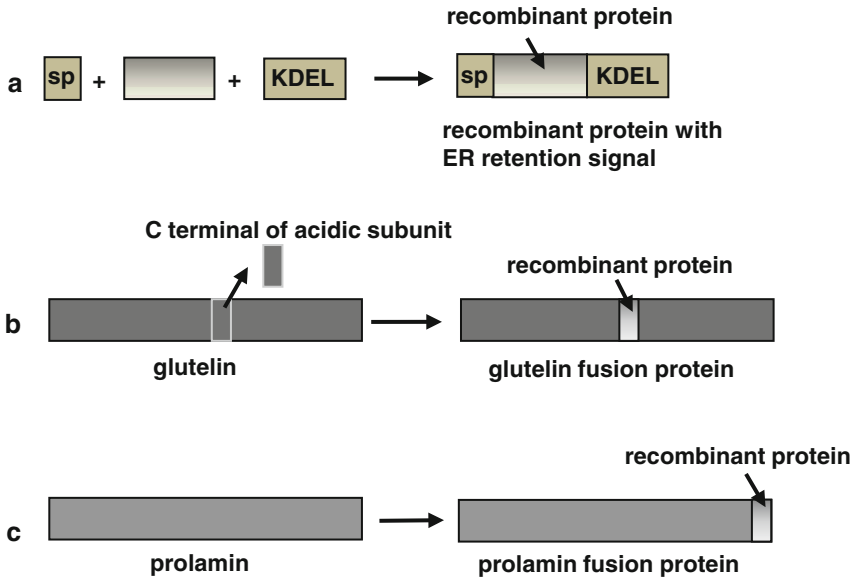 recombinant protein
a sp + + KDEL sp KDEL
recombinant protein with
ER retention signal
C terminal of acidic subunit
recombinant protein
b
glutelin glutelin fusion protein
recombinant protein
c
prolamin prolamin fusion protein